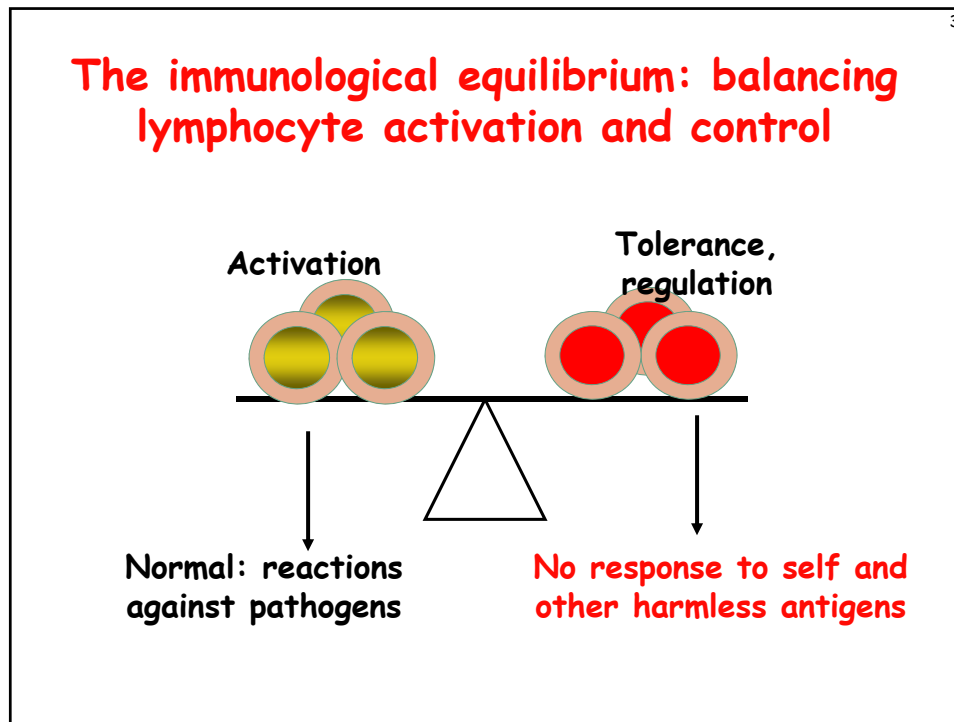 3
The immunological equilibrium: balancing
lymphocyte activation and control
Activation
Tolerance,
regulation
Normal: reactions
against pathogens
No response to self and
other harmless antigens